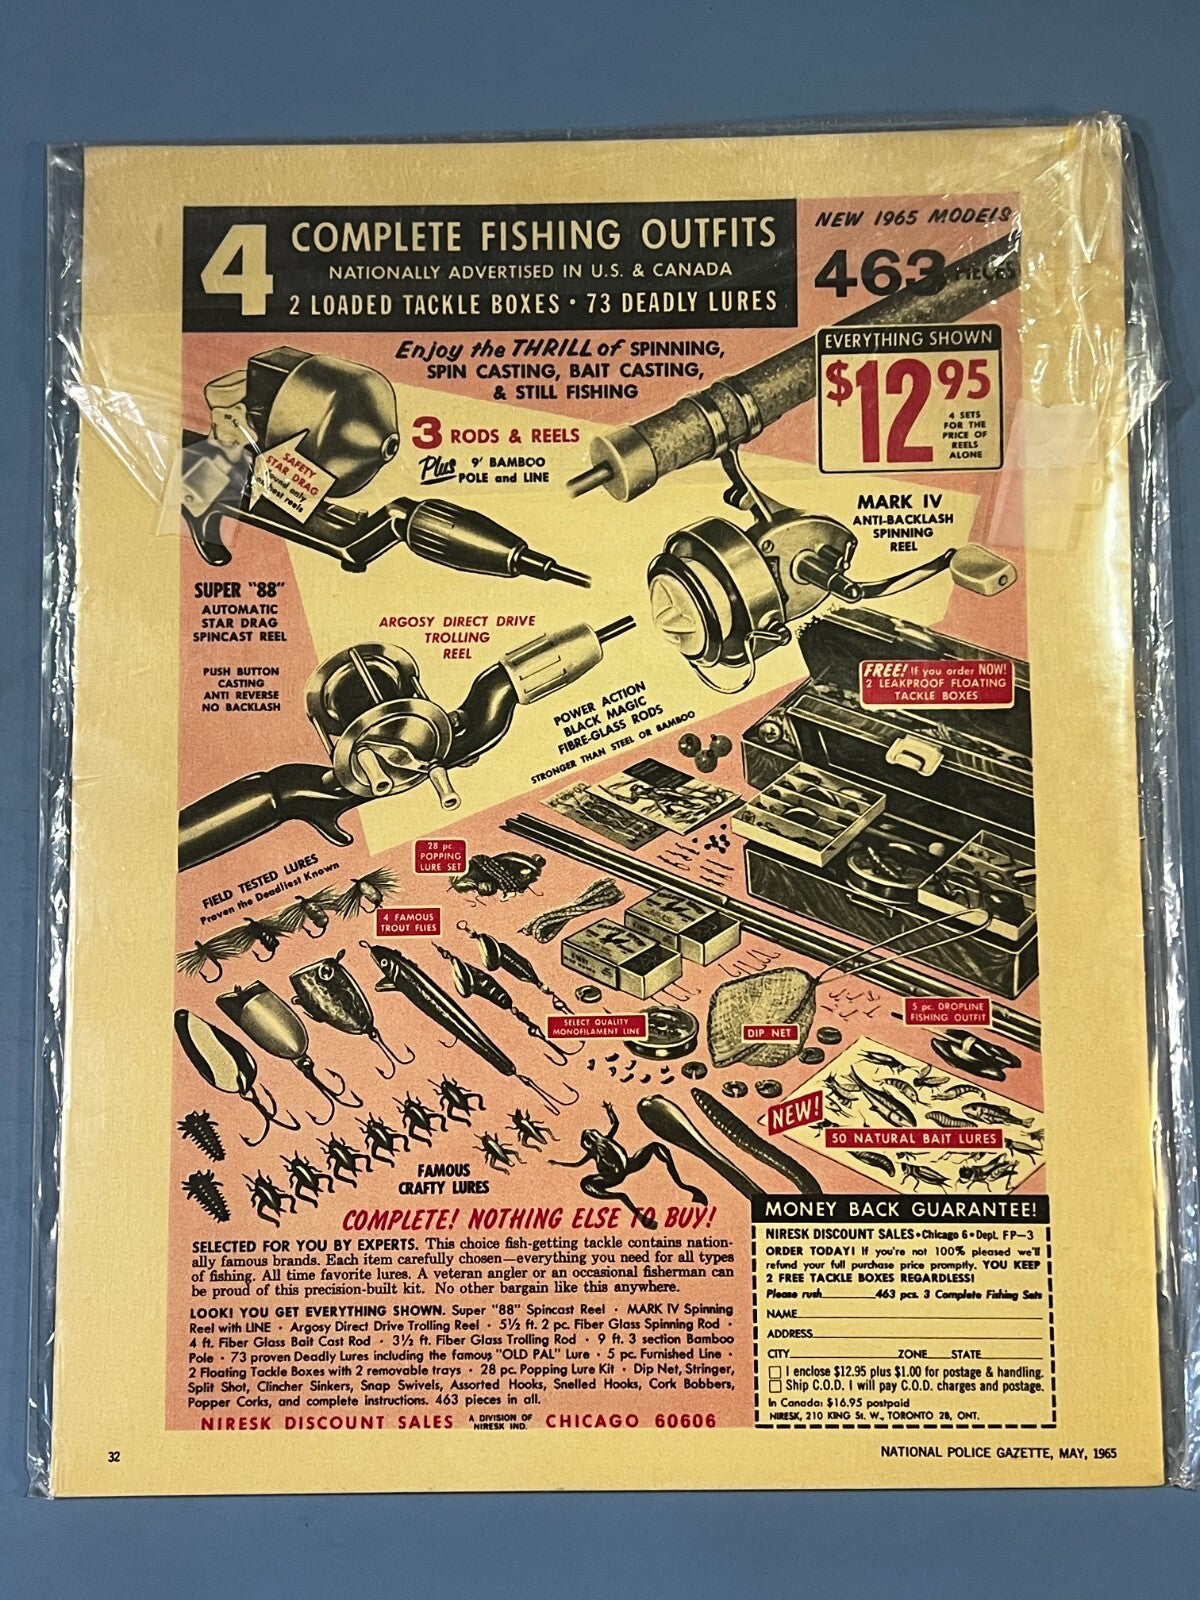 4
COMPLETE FISHING OUTFITS
NATIONALLY ADVERTISED IN U.S. & CANADA
2 LOADED TACKLE BOXES • 73 DEADLY LURES
NEW 1965 MODELS
463 PIECES
EVERYTHING SHOWN
$12.95
4 SETS
FOR THE
PRICE OF
REELS
ALONE
Enjoy the THRILL of SPINNING,
SPIN CASTING, BAIT CASTING,
& STILL FISHING
3 RODS & REELS
Plus 9' BAMBOO
POLE and LINE
SAFETY
STAR DRAG
found only
on best reels
MARK IV
ANTI-BACKLASH
SPINNING
REEL
SUPER "88"
AUTOMATIC
STAR DRAG
SPINCAST REEL
PUSH BUTTON
CASTING
ANTI REVERSE
NO BACKLASH
ARGOSY DIRECT DRIVE
TROLLING
REEL
POWER ACTION
BLACK MAGIC
FIBRE-GLASS RODS
STRONGER THAN STEEL OR BAMBOO
FREE! If you order NOW!
2 LEAKPROOF FLOATING
TACKLE BOXES
28 pc.
POPPING
LURE SET
FIELD TESTED LURES
Proven the Deadliest Known
4 FAMOUS
TROUT FLIES
SELECT QUALITY
MONOFILAMENT LINE
DIP NET
5 pc. DROPLINE
FISHING OUTFIT
NEW!
50 NATURAL BAIT LURES
FAMOUS
CRAFTY LURES
COMPLETE! NOTHING ELSE TO BUY!
SELECTED FOR YOU BY EXPERTS. This choice fish-getting tackle contains nation-
ally famous brands. Each item carefully chosen—everything you need for all types
of fishing. All time favorite lures. A veteran angler or an occasional fisherman can
be proud of this precision-built kit. No other bargain like this anywhere.
LOOK! YOU GET EVERYTHING SHOWN. Super "88" Spincast Reel • MARK IV Spinning
Reel with LINE • Argosy Direct Drive Trolling Reel • 5½ ft. 2 pc. Fiber Glass Spinning Rod •
4 ft. Fiber Glass Bait Cast Rod • 3½ ft. Fiber Glass Trolling Rod • 9 ft. 3 section Bamboo
Pole • 73 proven Deadly Lures including the famous "OLD PAL" Lure • 5 pc. Furnished Line •
2 Floating Tackle Boxes with 2 removable trays • 28 pc. Popping Lure Kit • Dip Net, Stringer,
Split Shot, Clincher Sinkers, Snap Swivels, Assorted Hooks, Snelled Hooks, Cork Bobbers,
Popper Corks, and complete instructions. 463 pieces in all.
NIRESK DISCOUNT SALES A DIVISION OF NIRESK IND. CHICAGO 60606
MONEY BACK GUARANTEE!
NIRESK DISCOUNT SALES • Chicago 6 • Dept. FP-3
ORDER TODAY! If you're not 100% pleased we'll
refund your full purchase price promptly. YOU KEEP
2 FREE TACKLE BOXES REGARDLESS!
Please rush 463 pcs. 3 Complete Fishing Sets
NAME
ADDRESS
CITY ZONE STATE
I enclose $12.95 plus $1.00 for postage & handling.
Ship C.O.D. I will pay C.O.D. charges and postage.
In Canada: $16.95 postpaid
NIRESK, 210 KING St. W., TORONTO 2B, ONT.
32
NATIONAL POLICE GAZETTE, MAY, 1965